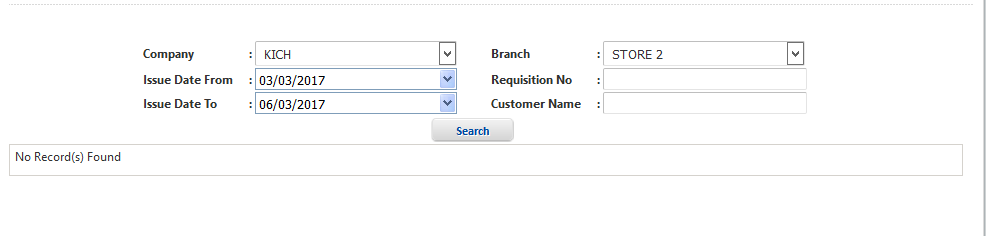 Company : KICH Branch : STORE 2
Issue Date From : 03/03/2017 Requisition No :
Issue Date To : 06/03/2017 Customer Name :
Search
No Record(s) Found